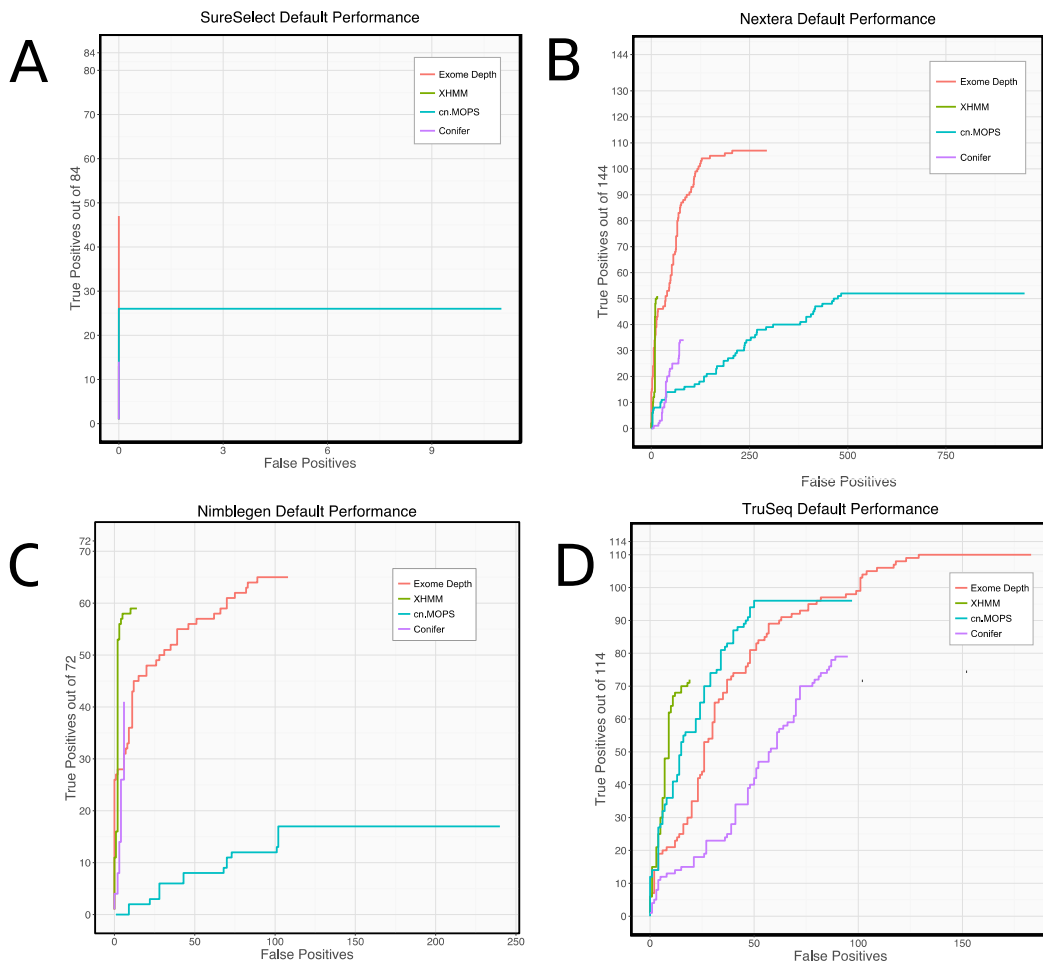 A
SureSelect Default Performance
84
80
70
60
50
40
30
20
10
0
True Positives out of 84
Exome Depth
XHMM
cn.MOPS
Conifer
0 3 6 9
False Positives
B
Nextera Default Performance
144
130
120
110
100
90
80
70
60
50
40
30
20
10
0
True Positives out of 144
Exome Depth
XHMM
cn.MOPS
Conifer
0 250 500 750
False Positives
C
Nimblegen Default Performance
72
70
60
50
40
30
20
10
0
True Positives out of 72
Exome Depth
XHMM
cn.MOPS
Conifer
0 50 100 150 200 250
False Positives
D
TruSeq Default Performance
114
110
100
90
80
70
60
50
40
30
20
10
0
True Positives out of 114
Exome Depth
XHMM
cn.MOPS
Conifer
0 50 100 150
False Positives